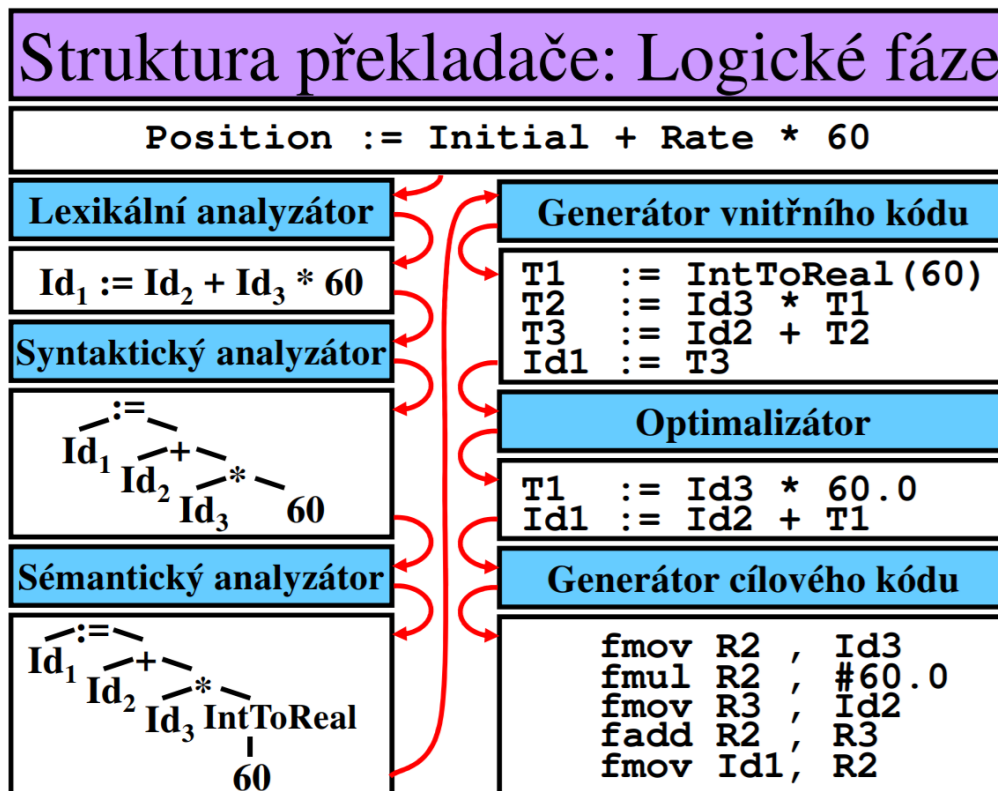 Struktura překladače: Logické fáze
Position := Initial + Rate * 60
Lexikální analyzátor
Id₁ := Id₂ + Id₃ * 60
Syntaktický analyzátor
:=
Id₁ +
Id₂ *
Id₃ 60
Sémantický analyzátor
:=
Id₁ +
Id₂ *
Id₃ IntToReal
60
Generátor vnitřního kódu
T1 := IntToReal(60)
T2 := Id3 * T1
T3 := Id2 + T2
Id1 := T3
Optimalizátor
T1 := Id3 * 60.0
Id1 := Id2 + T1
Generátor cílového kódu
fmov R2 , Id3
fmul R2 , #60.0
fmov R3 , Id2
fadd R2 , R3
fmov Id1, R2